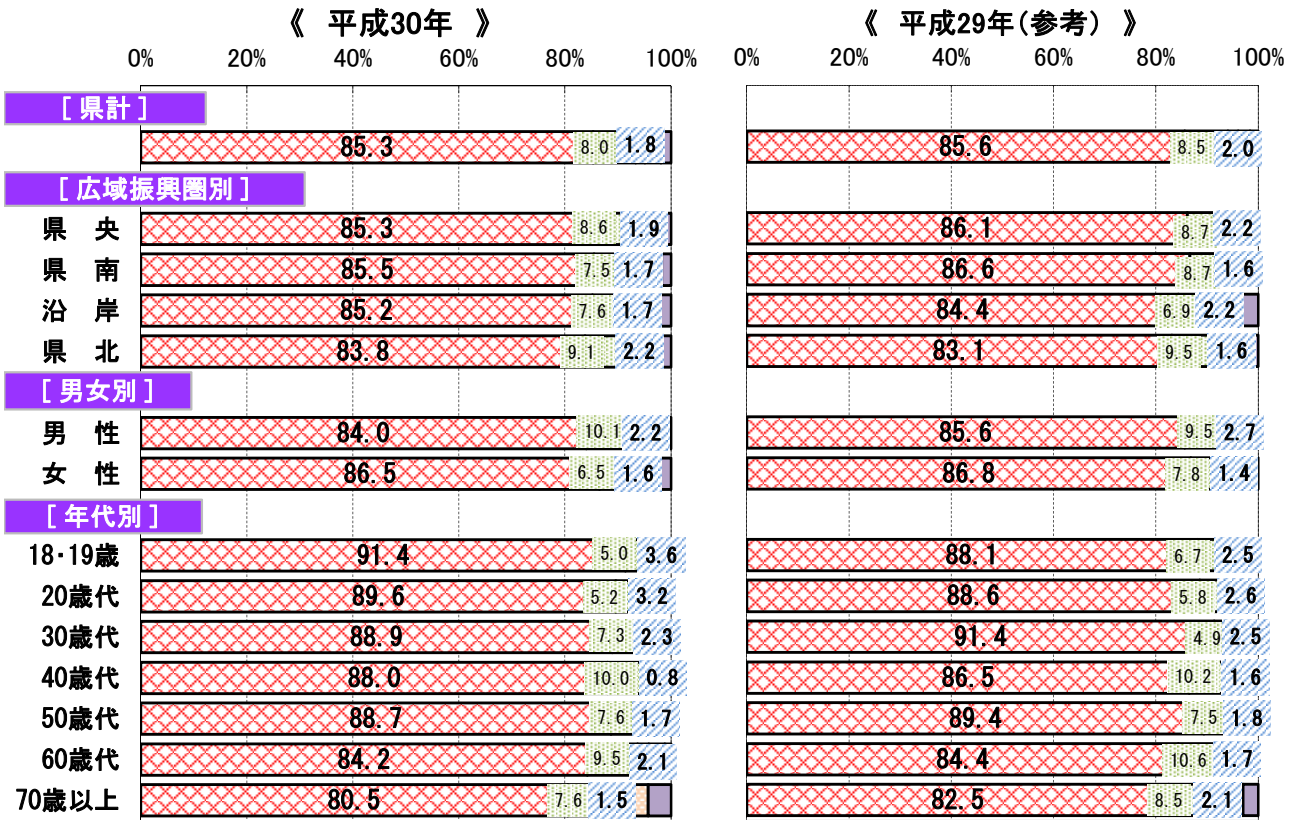 《 平成30年 》 《 平成29年(参考) 》
0% 20% 40% 60% 80% 100% 0% 20% 40% 60% 80% 100%
[ 県計 ]
85.3 8.0 1.8 85.6 8.5 2.0
[ 広域振興圏別 ]
県 央 85.3 8.6 1.9 86.1 8.7 2.2
県 南 85.5 7.5 1.7 86.6 8.7 1.6
沿 岸 85.2 7.6 1.7 84.4 6.9 2.2
県 北 83.8 9.1 2.2 83.1 9.5 1.6
[ 男女別 ]
男 性 84.0 10.1 2.2 85.6 9.5 2.7
女 性 86.5 6.5 1.6 86.8 7.8 1.4
[ 年代別 ]
18・19歳 91.4 5.0 3.6 88.1 6.7 2.5
20歳代 89.6 5.2 3.2 88.6 5.8 2.6
30歳代 88.9 7.3 2.3 91.4 4.9 2.5
40歳代 88.0 10.0 0.8 86.5 10.2 1.6
50歳代 88.7 7.6 1.7 89.4 7.5 1.8
60歳代 84.2 9.5 2.1 84.4 10.6 1.7
70歳以上 80.5 7.6 1.5 82.5 8.5 2.1